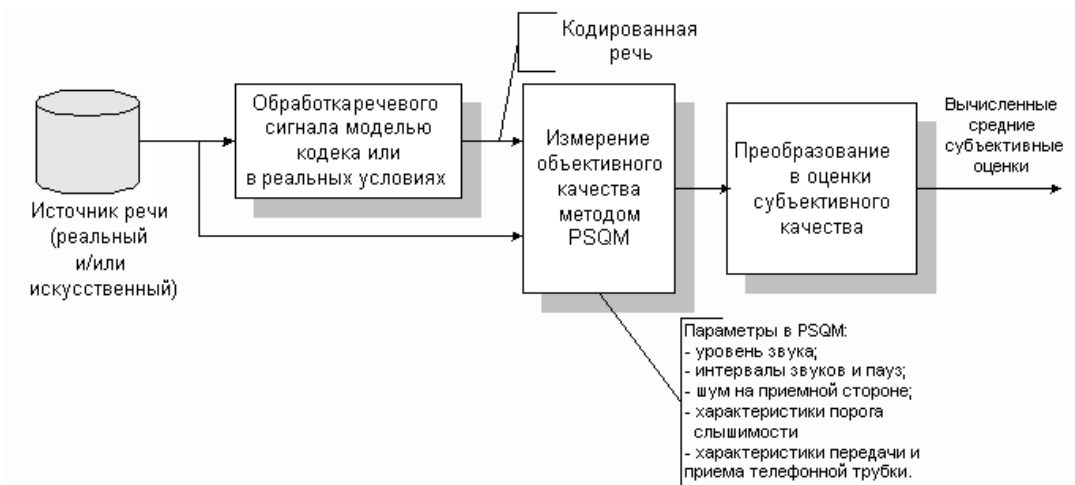 Кодированная
речь
Обработкаречевого
сигнала моделью
кодека или
в реальных условиях
Источник речи
(реальный
и/или
искусственный)
Измерение
объективного
качества
методом
PSQM
Преобразование
в оценки
субъективного
качества
Вычисленные
средние
субъективные
оценки
Параметры в PSQM:
- уровень звука;
- интервалы звуков и пауз;
- шум на приемной стороне;
- характеристики порога
слышимости
- характеристики передачи и
приема телефонной трубки.